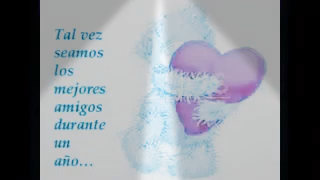 Tal vez
seamos
los
mejores
amigos
durante
un
año...